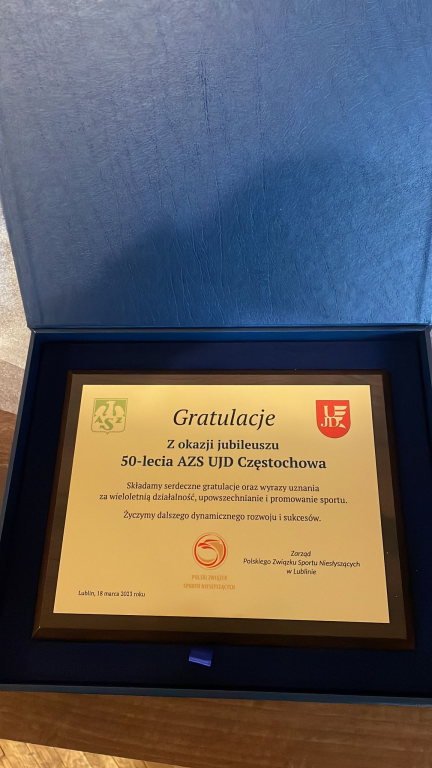 AZS
UJD
Gratulacje
Z okazji jubileuszu
50-lecia AZS UJD Częstochowa
Składamy serdeczne gratulacje oraz wyrazy uznania
za wieloletnią działalność, upowszechnianie i promowanie sportu.
Życzymy dalszego dynamicznego rozwoju i sukcesów.
POLSKI ZWIĄZEK
SPORTU NIESŁYSZĄCYCH
Zarząd
Polskiego Związku Sportu Niesłyszących
w Lublinie
Lublin, 18 marca 2023 roku